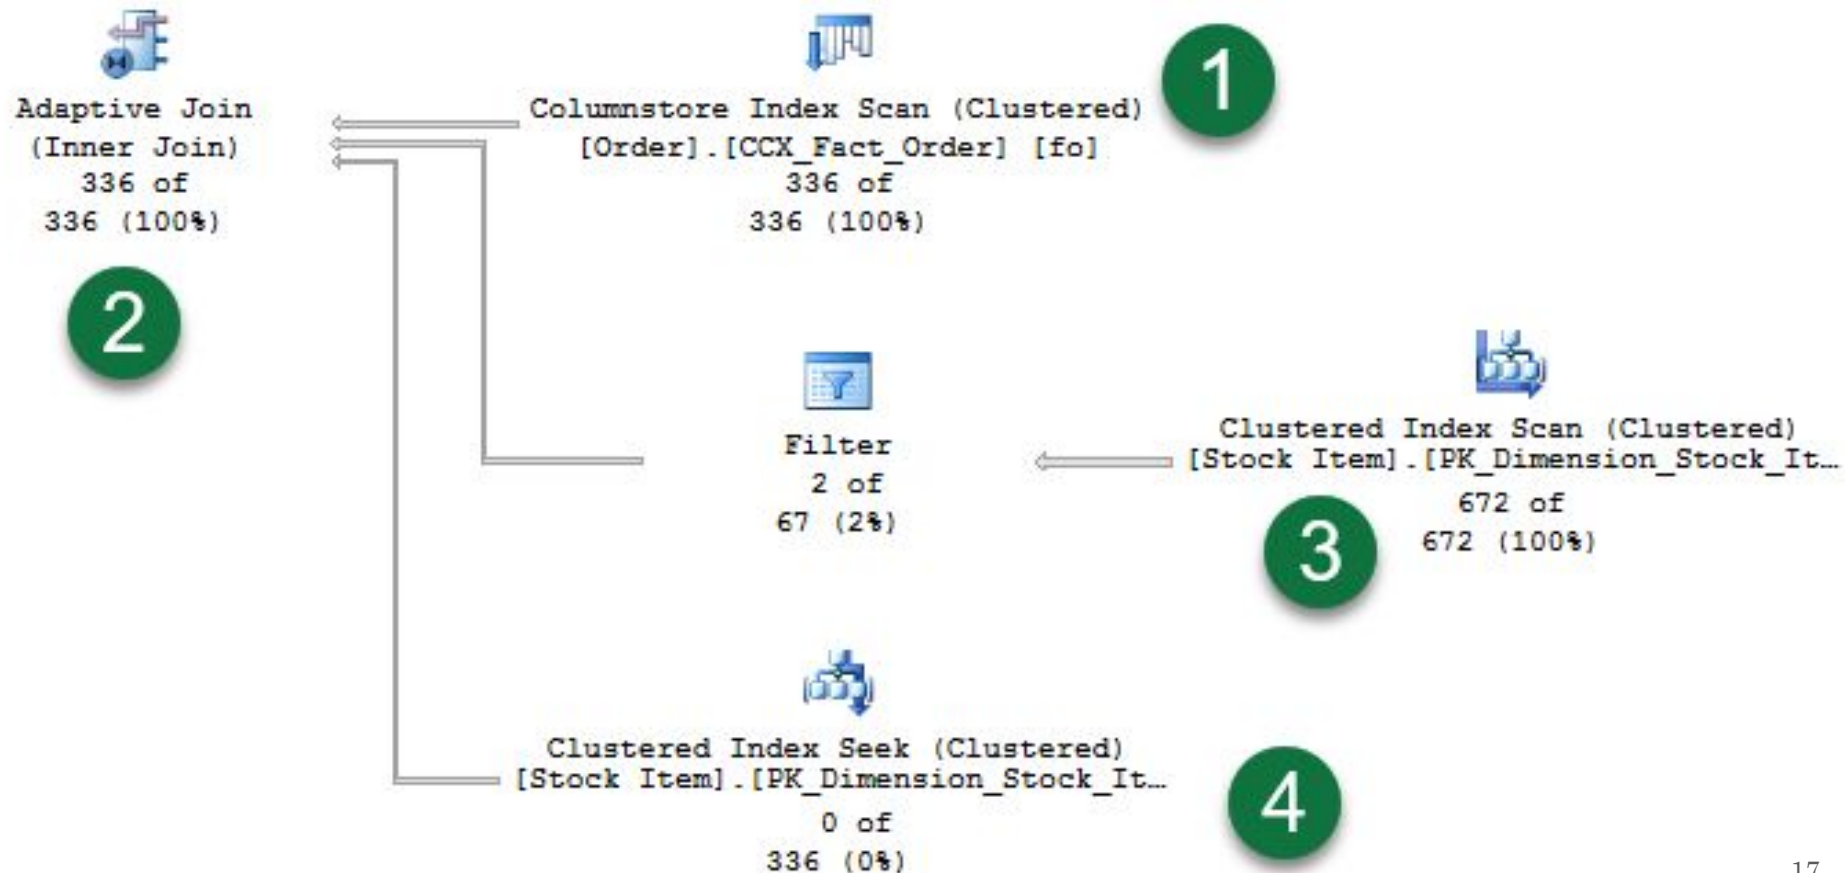 Adaptive Join
(Inner Join)
336 of
336 (100%)
2
Columnstore Index Scan (Clustered)
[Order].[CCX_Fact_Order] [fo]
336 of
336 (100%)
1
Filter
2 of
67 (2%)
Clustered Index Scan (Clustered)
[Stock Item].[PK_Dimension_Stock_It…
672 of
672 (100%)
3
Clustered Index Seek (Clustered)
[Stock Item].[PK_Dimension_Stock_It…
0 of
336 (0%)
4
17